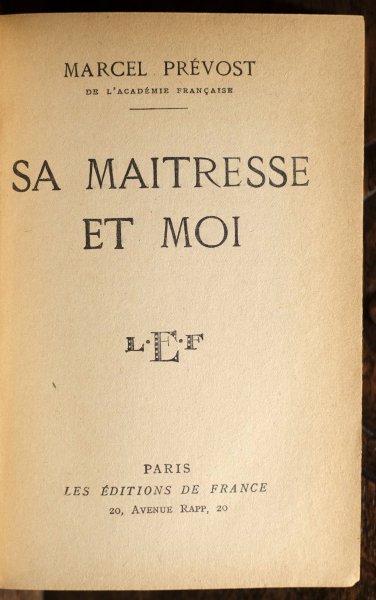 MARCEL PRÉVOST
DE L'ACADÉMIE FRANÇAISE
SA MAITRESSE
ET MOI
L·E·F
PARIS
LES ÉDITIONS DE FRANCE
20, AVENUE RAPP, 20